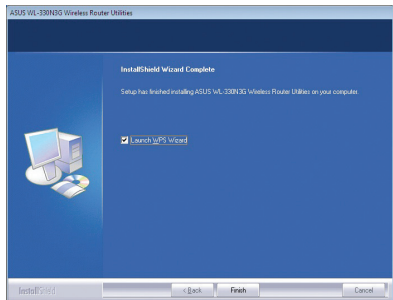 ASUS WL-330N3G Wireless Router Utilities
InstallShield Wizard Complete
Setup has finished installing ASUS WL-330N3G Wireless Router Utilities on your computer.
Launch WPS Wizard
InstallShield
< Back
Finish
Cancel